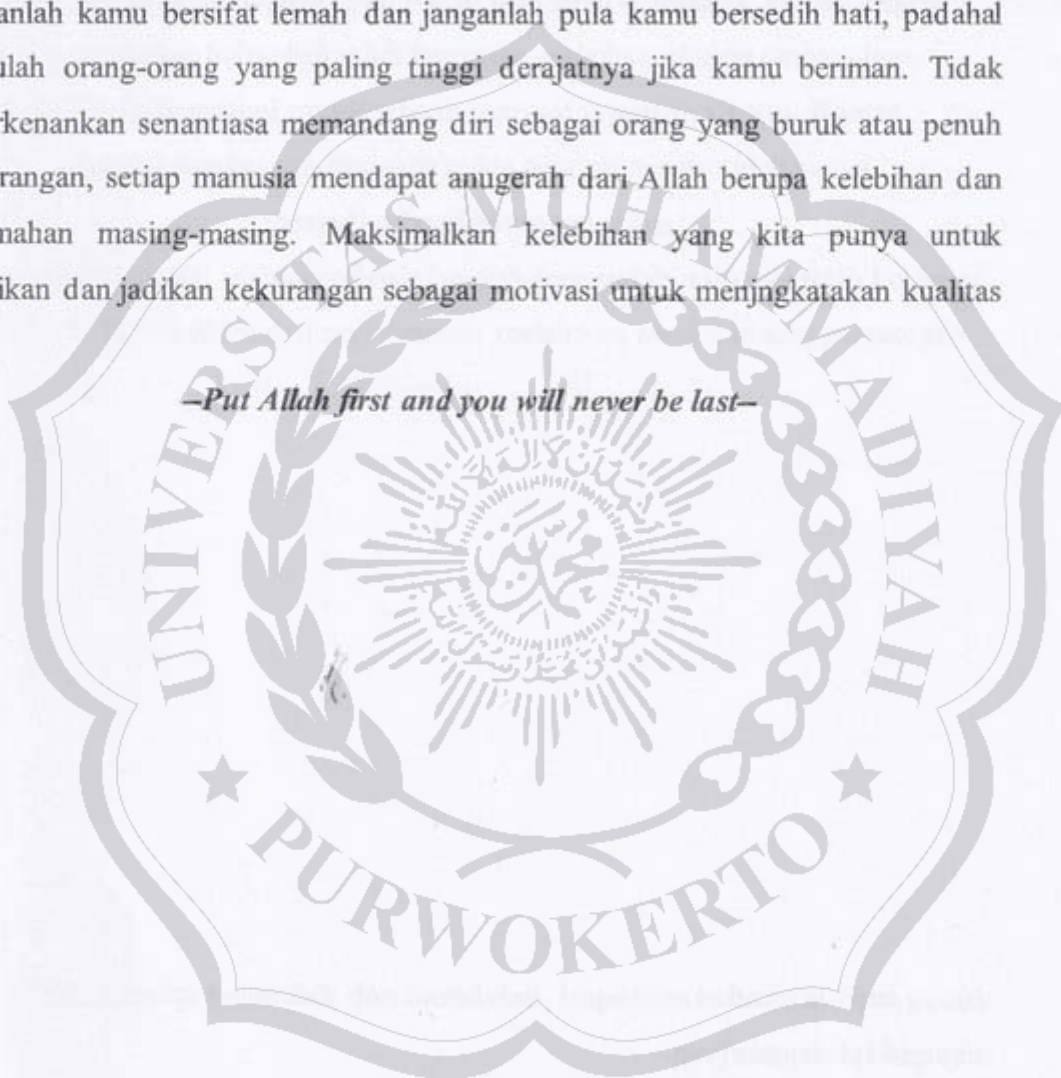 anlah kamu bersifat lemah dan janganlah pula kamu bersedih hati, padahal
ulah orang-orang yang paling tinggi derajatnya jika kamu beriman. Tidak
rkenankan senantiasa memandang diri sebagai orang yang buruk atau penuh
rangan, setiap manusia mendapat anugerah dari Allah berupa kelebihan dan
mahan masing-masing. Maksimalkan kelebihan yang kita punya untuk
ikan dan jadikan kekurangan sebagai motivasi untuk menjngkatakan kualitas
–Put Allah first and you will never be last–
UNIVERSITAS MUHAMMADIYAH
PURWOKERTO
محمد